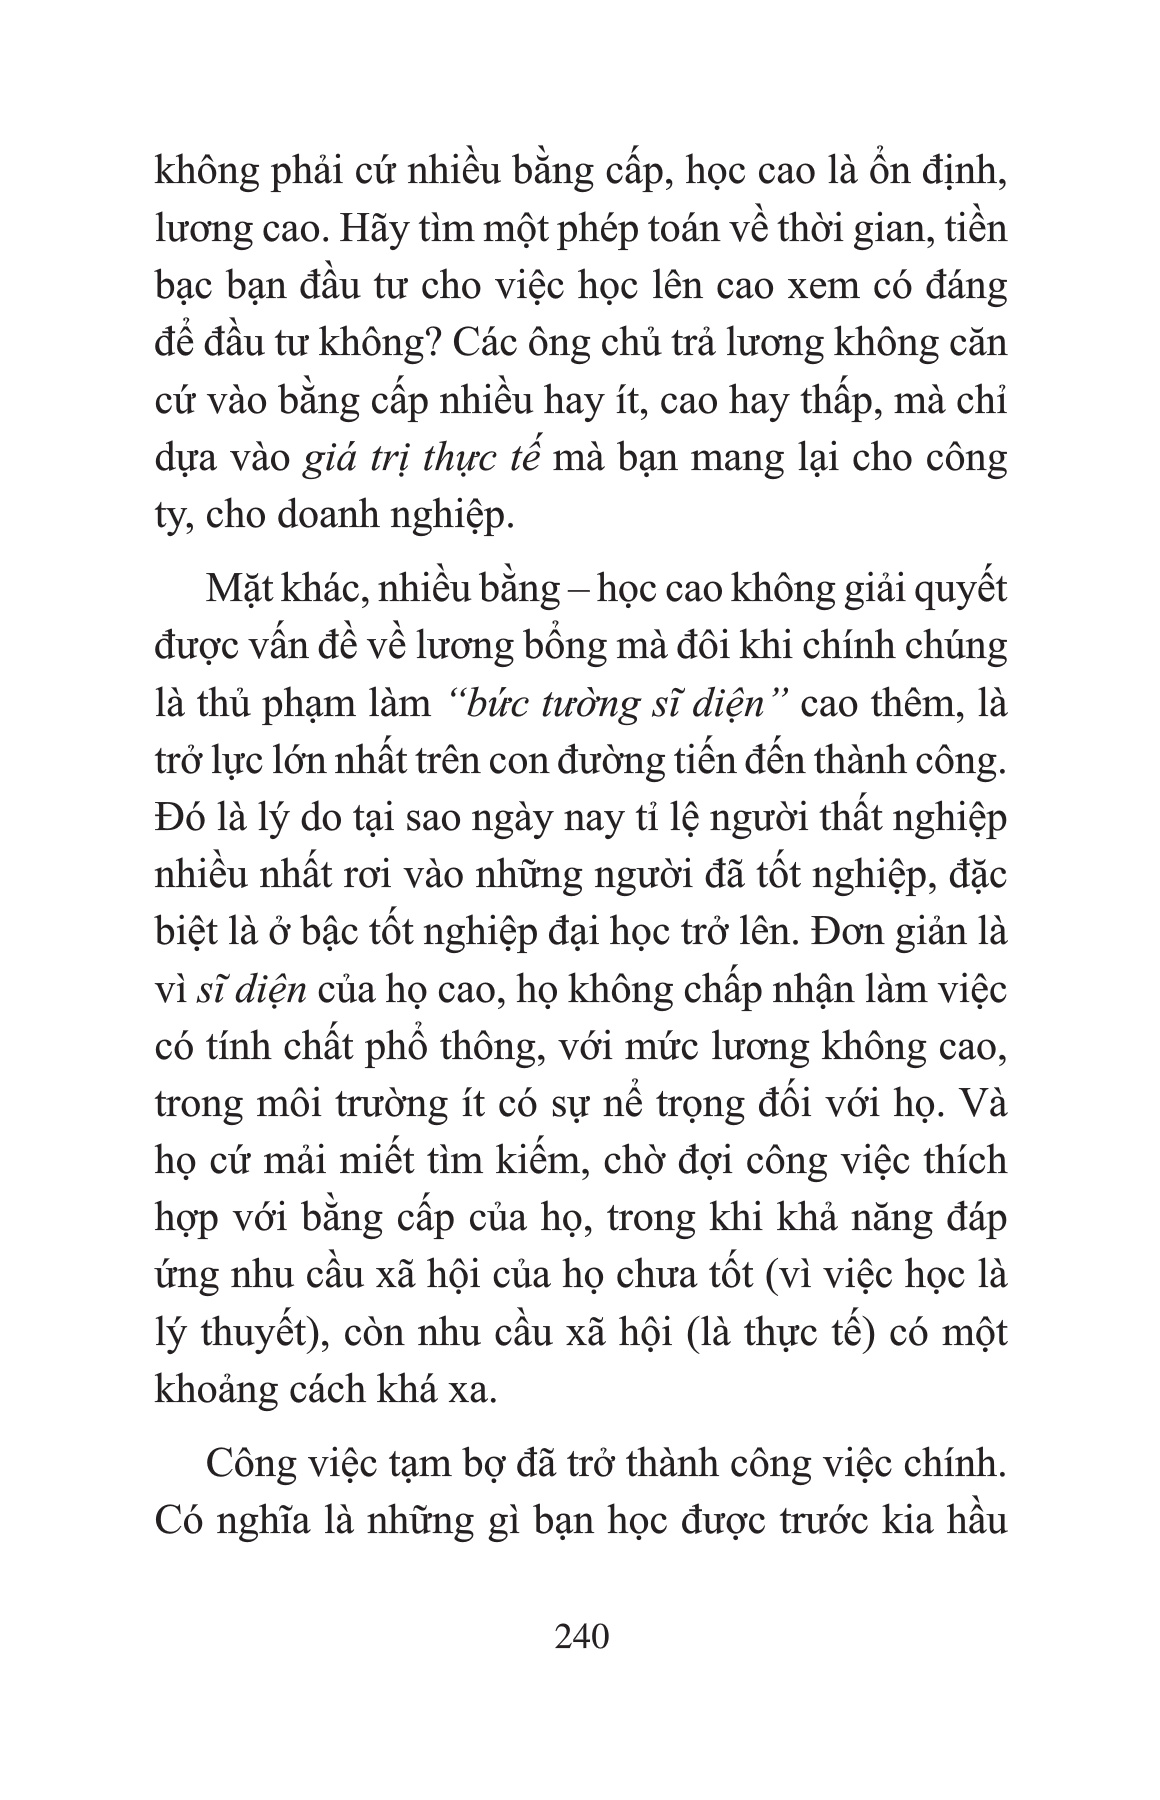 không phải cứ nhiều bằng cấp, học cao là ổn định,
lương cao. Hãy tìm một phép toán về thời gian, tiền
bạc bạn đầu tư cho việc học lên cao xem có đáng
để đầu tư không? Các ông chủ trả lương không căn
cứ vào bằng cấp nhiều hay ít, cao hay thấp, mà chỉ
dựa vào giá trị thực tế mà bạn mang lại cho công
ty, cho doanh nghiệp.
Mặt khác, nhiều bằng – học cao không giải quyết
được vấn đề về lương bổng mà đôi khi chính chúng
là thủ phạm làm “bức tường sĩ diện” cao thêm, là
trở lực lớn nhất trên con đường tiến đến thành công.
Đó là lý do tại sao ngày nay tỉ lệ người thất nghiệp
nhiều nhất rơi vào những người đã tốt nghiệp, đặc
biệt là ở bậc tốt nghiệp đại học trở lên. Đơn giản là
vì sĩ diện của họ cao, họ không chấp nhận làm việc
có tính chất phổ thông, với mức lương không cao,
trong môi trường ít có sự nể trọng đối với họ. Và
họ cứ mải miết tìm kiếm, chờ đợi công việc thích
hợp với bằng cấp của họ, trong khi khả năng đáp
ứng nhu cầu xã hội của họ chưa tốt (vì việc học là
lý thuyết), còn nhu cầu xã hội (là thực tế) có một
khoảng cách khá xa.
Công việc tạm bợ đã trở thành công việc chính.
Có nghĩa là những gì bạn học được trước kia hầu
240